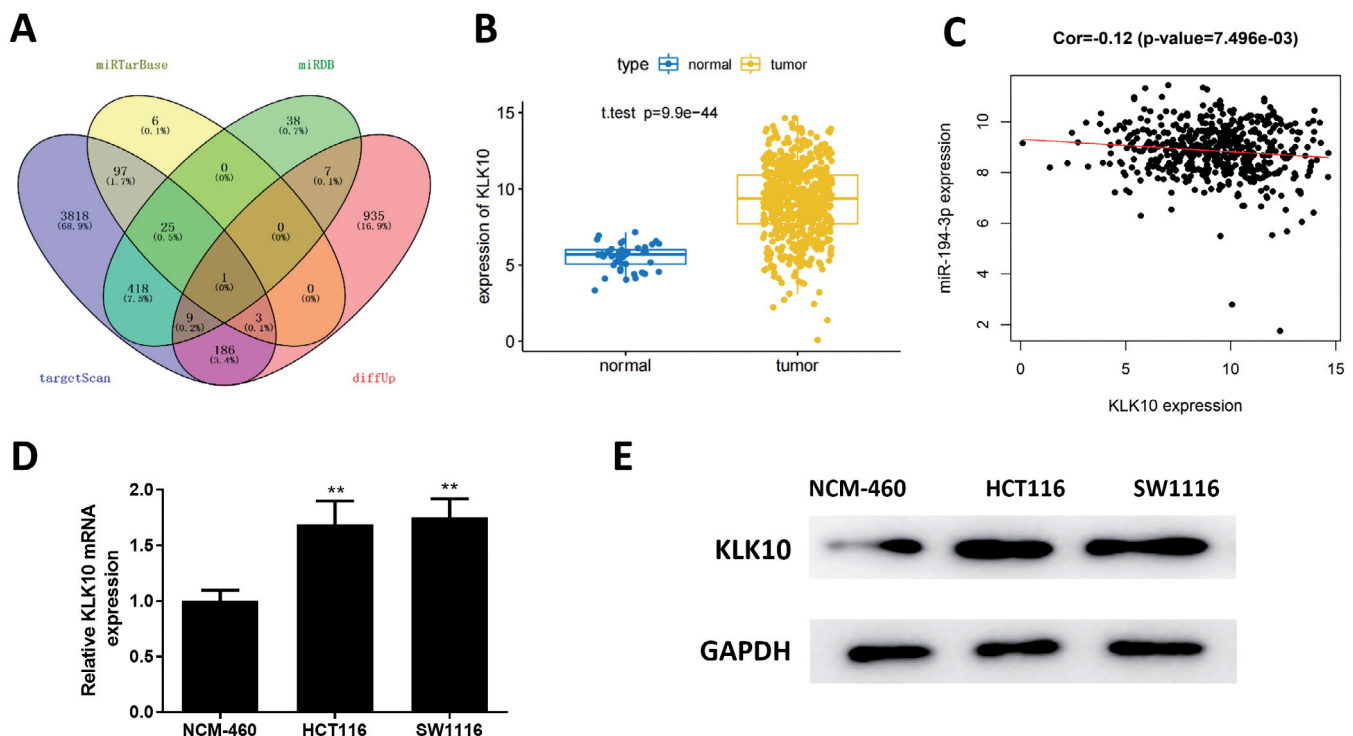 A
miRTarBase
miRDB
6
(0.1%)
38
(0.7%)
97
(1.7%)
0
(0%)
7
(0.1%)
3818
(68.9%)
25
(0.5%)
0
(0%)
935
(16.9%)
1
(0%)
418
(7.5%)
0
(0%)
9
(0.2%)
3
(0.1%)
186
(3.4%)
targetScan
diffUp
B
type normal tumor
t.test p=9.9e-44
expression of KLK10
15
10
5
0
normal
tumor
C
Cor=-0.12 (p-value=7.496e-03)
miR-194-3p expression
10
8
6
4
2
0
5
10
15
KLK10 expression
D
Relative KLK10 mRNA
expression
2.0
1.5
1.0
0.5
0.0
**
**
NCM-460
HCT116
SW1116
E
NCM-460
HCT116
SW1116
KLK10
GAPDH